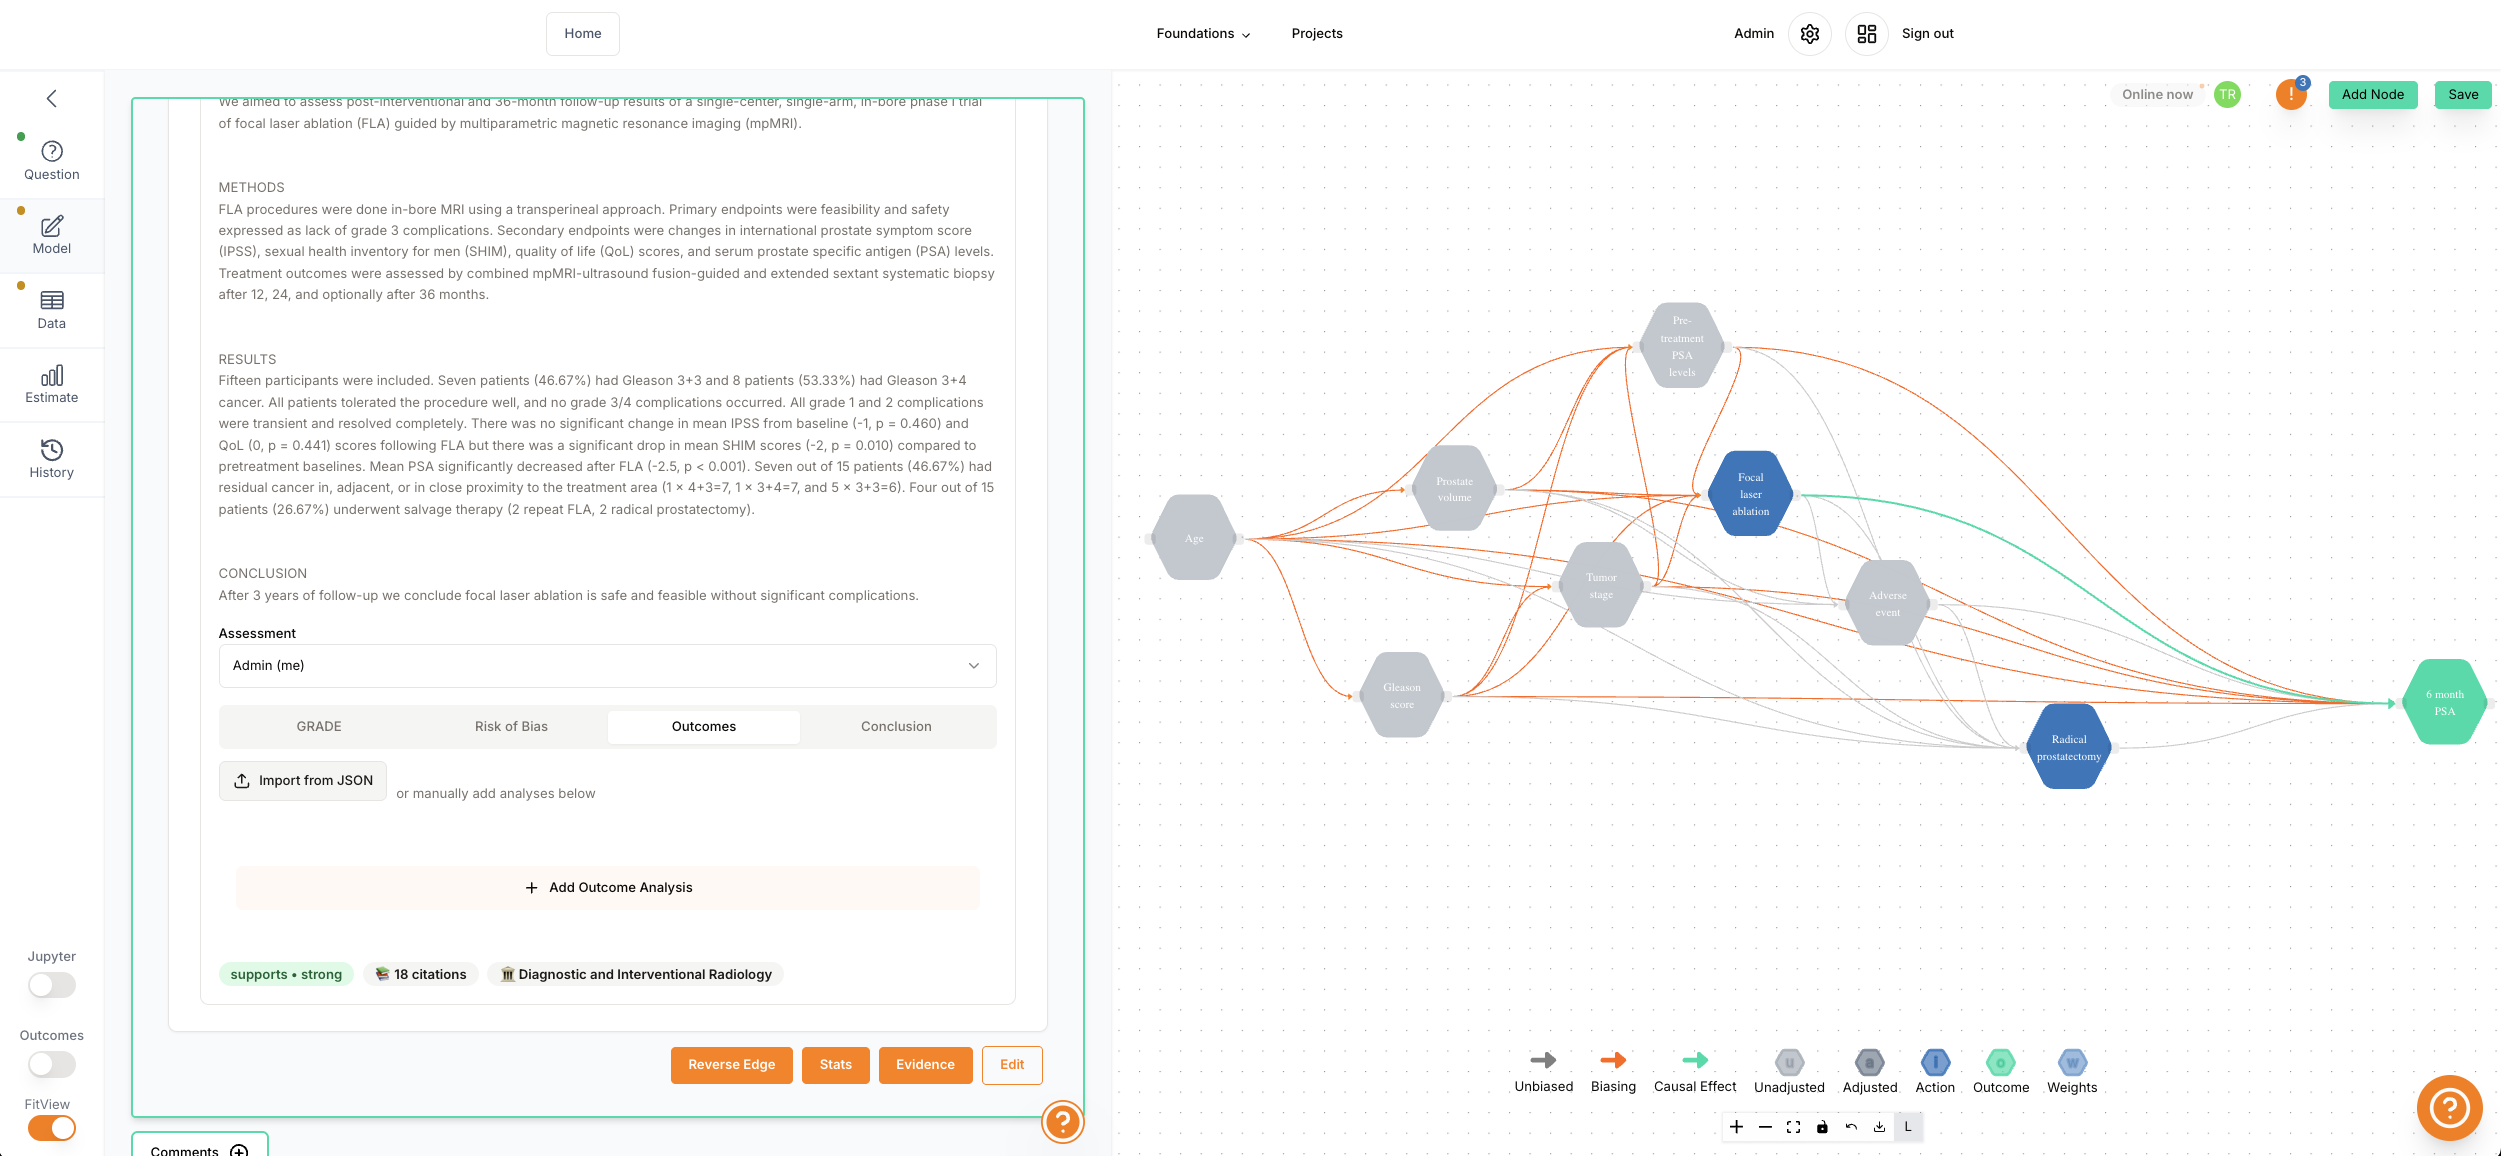 Home
Foundations
Projects
Admin
Sign out
Question
Model
Data
Estimate
History
Jupyter
Outcomes
FitView
We aimed to assess post-interventional and 36-month follow-up results of a single-center, single-arm, in-bore phase I trial
of focal laser ablation (FLA) guided by multiparametric magnetic resonance imaging (mpMRI).
METHODS
FLA procedures were done in-bore MRI using a transperineal approach. Primary endpoints were feasibility and safety
expressed as lack of grade 3 complications. Secondary endpoints were changes in international prostate symptom score
(IPSS), sexual health inventory for men (SHIM), quality of life (QoL) scores, and serum prostate specific antigen (PSA) levels.
Treatment outcomes were assessed by combined mpMRI-ultrasound fusion-guided and extended sextant systematic biopsy
after 12, 24, and optionally after 36 months.
RESULTS
Fifteen participants were included. Seven patients (46.67%) had Gleason 3+3 and 8 patients (53.33%) had Gleason 3+4
cancer. All patients tolerated the procedure well, and no grade 3/4 complications occurred. All grade 1 and 2 complications
were transient and resolved completely. There was no significant change in mean IPSS from baseline (-1, p = 0.460) and
QoL (0, p = 0.441) scores following FLA but there was a significant drop in mean SHIM scores (-2, p = 0.010) compared to
pretreatment baselines. Mean PSA significantly decreased after FLA (-2.5, p < 0.001). Seven out of 15 patients (46.67%) had
residual cancer in, adjacent, or in close proximity to the treatment area (1 × 4+3=7, 1 × 3+4=7, and 5 × 3+3=6). Four out of 15
patients (26.67%) underwent salvage therapy (2 repeat FLA, 2 radical prostatectomy).
CONCLUSION
After 3 years of follow-up we conclude focal laser ablation is safe and feasible without significant complications.
Assessment
Admin (me)
GRADE
Risk of Bias
Outcomes
Conclusion
Import from JSON
or manually add analyses below
+ Add Outcome Analysis
supports • strong
18 citations
Diagnostic and Interventional Radiology
Reverse Edge
Stats
Evidence
Edit
?
Comments
Online now
TR
!
3
Add Node
Save
Pre-
treatment
PSA
levels
Prostate
volume
Focal
laser
ablation
Age
Tumor
stage
Adverse
event
Gleason
score
6 month
PSA
Radical
prostatectomy
Unbiased
Biasing
Causal Effect
u
Unadjusted
a
Adjusted
I
Action
o
Outcome
w
Weights
L
?